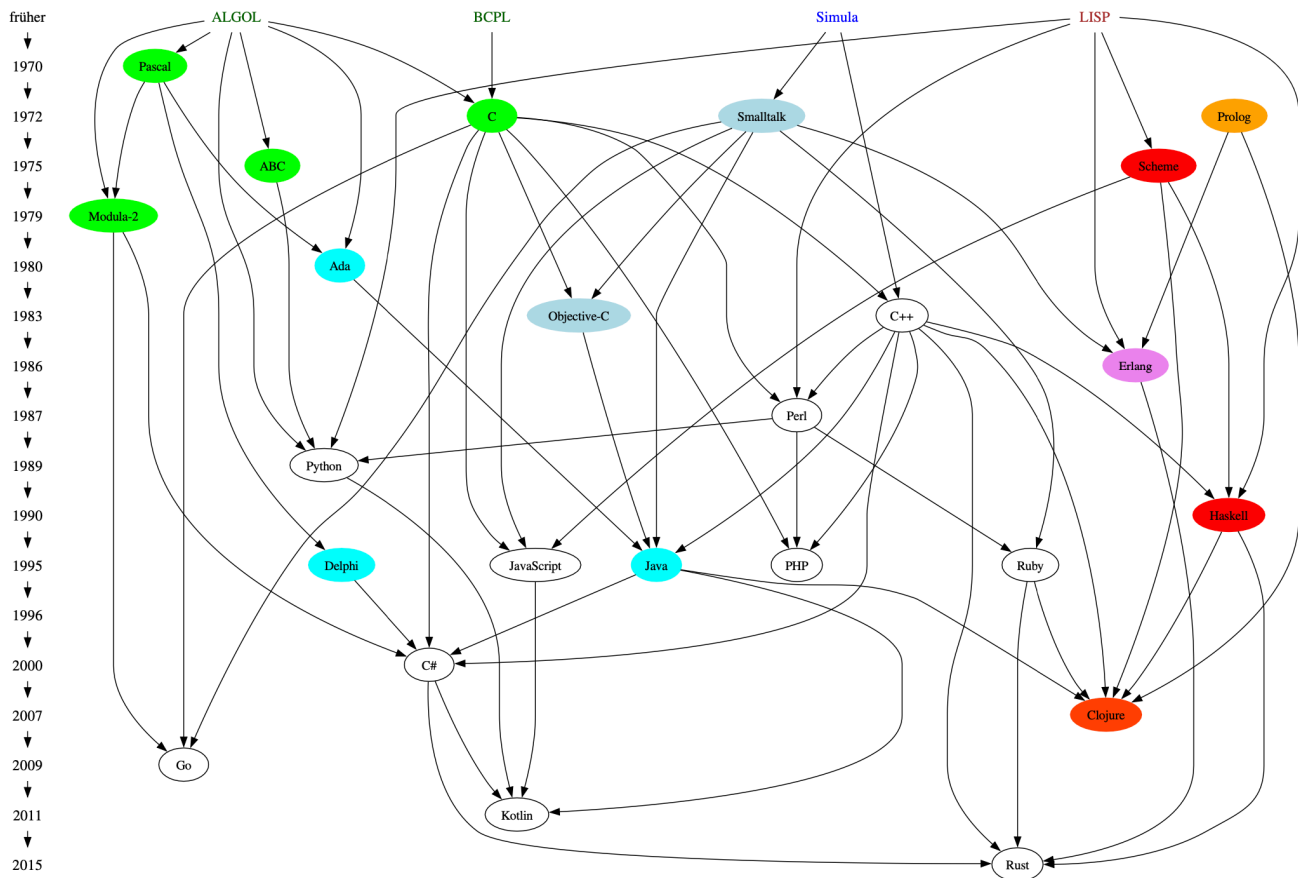 früher ALGOL BCPL Simula LISP
1970 Pascal
1972 C Smalltalk Prolog
1975 ABC Scheme
1979 Modula-2
1980 Ada
1983 Objective-C C++
1986 Erlang
1987 Perl
1989 Python
1990 Haskell
1995 Delphi JavaScript Java PHP Ruby
1996
2000 C#
2007 Clojure
2009 Go
2011 Kotlin
2015 Rust